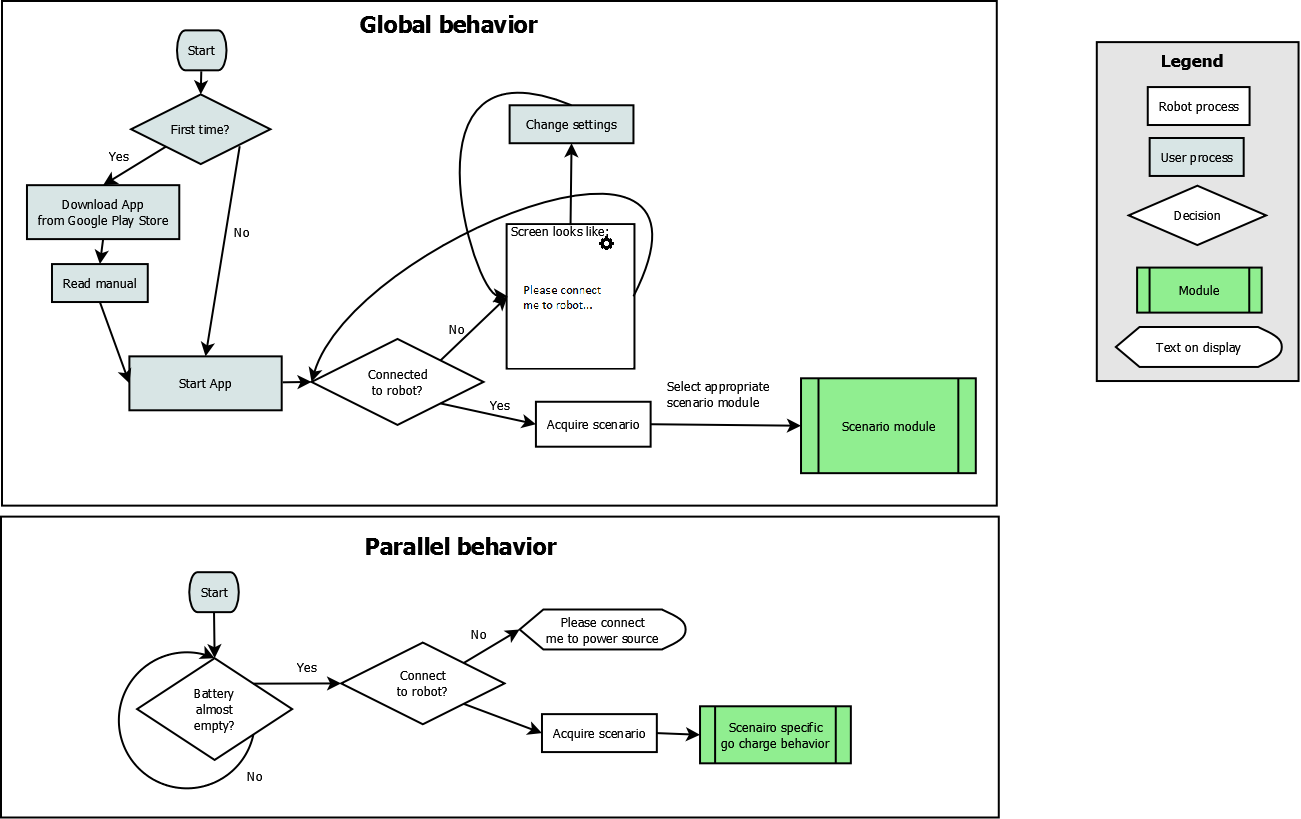 Global behavior
Start
First time?
Yes
No
Download App
from Google Play Store
Read manual
Start App
Connected
to robot?
No
Yes
Change settings
Screen looks like:
Please connect
me to robot...
Acquire scenario
Select appropriate
scenario module
Scenario module
Legend
Robot process
User process
Decision
Module
Text on display
Parallel behavior
Start
Battery
almost
empty?
No
Yes
Connect
to robot?
No
Please connect
me to power source
Acquire scenario
Scenairo specific
go charge behavior